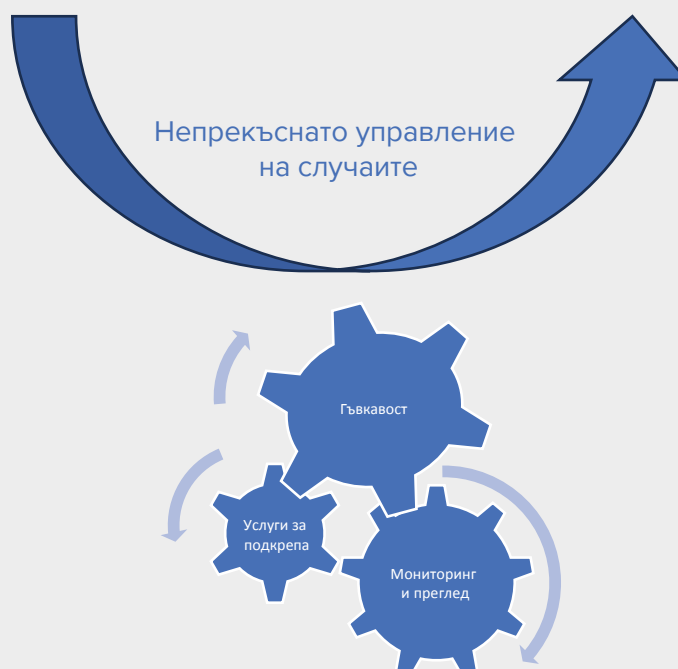 Непрекъснато управление
на случаите
Гъвкавост
Услуги за
подкрепа
Мониторинг
и преглед